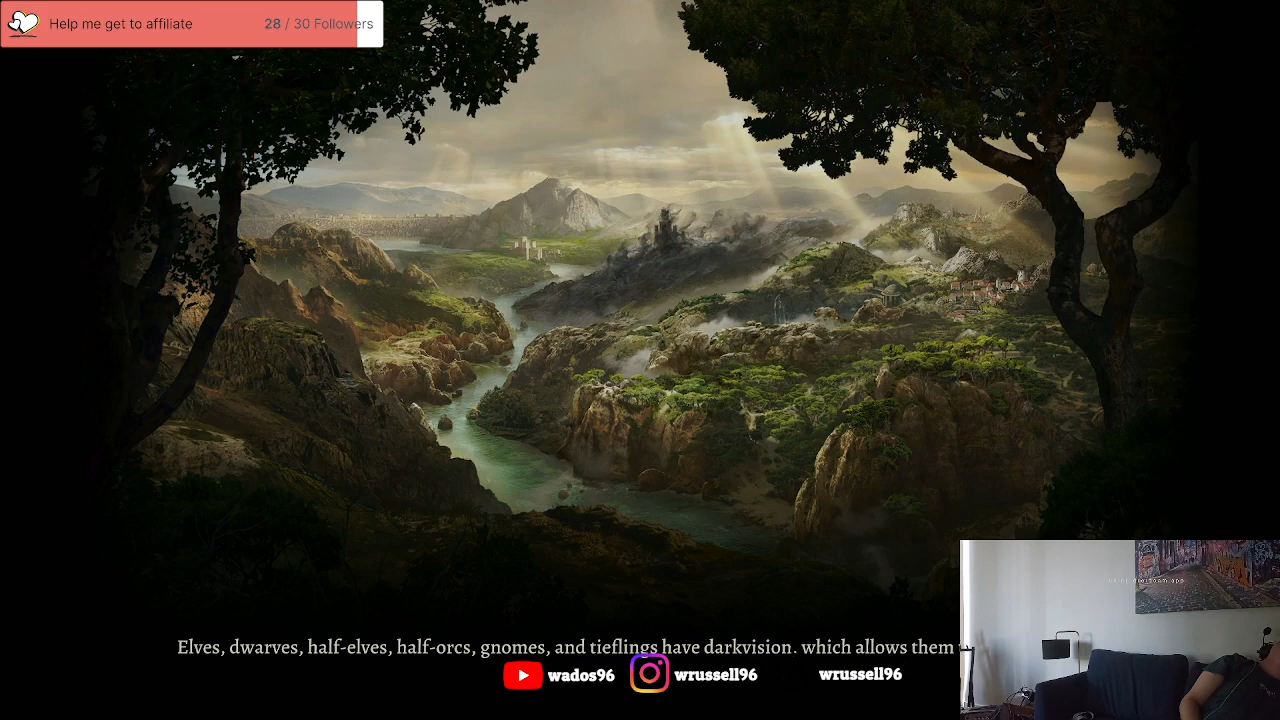 Help me get to affiliate 28 / 30 Followers
Elves, dwarves, half-elves, half-orcs, gnomes, and tieflings have darkvision. which allows them
wados96 wrussell96 wrussell96